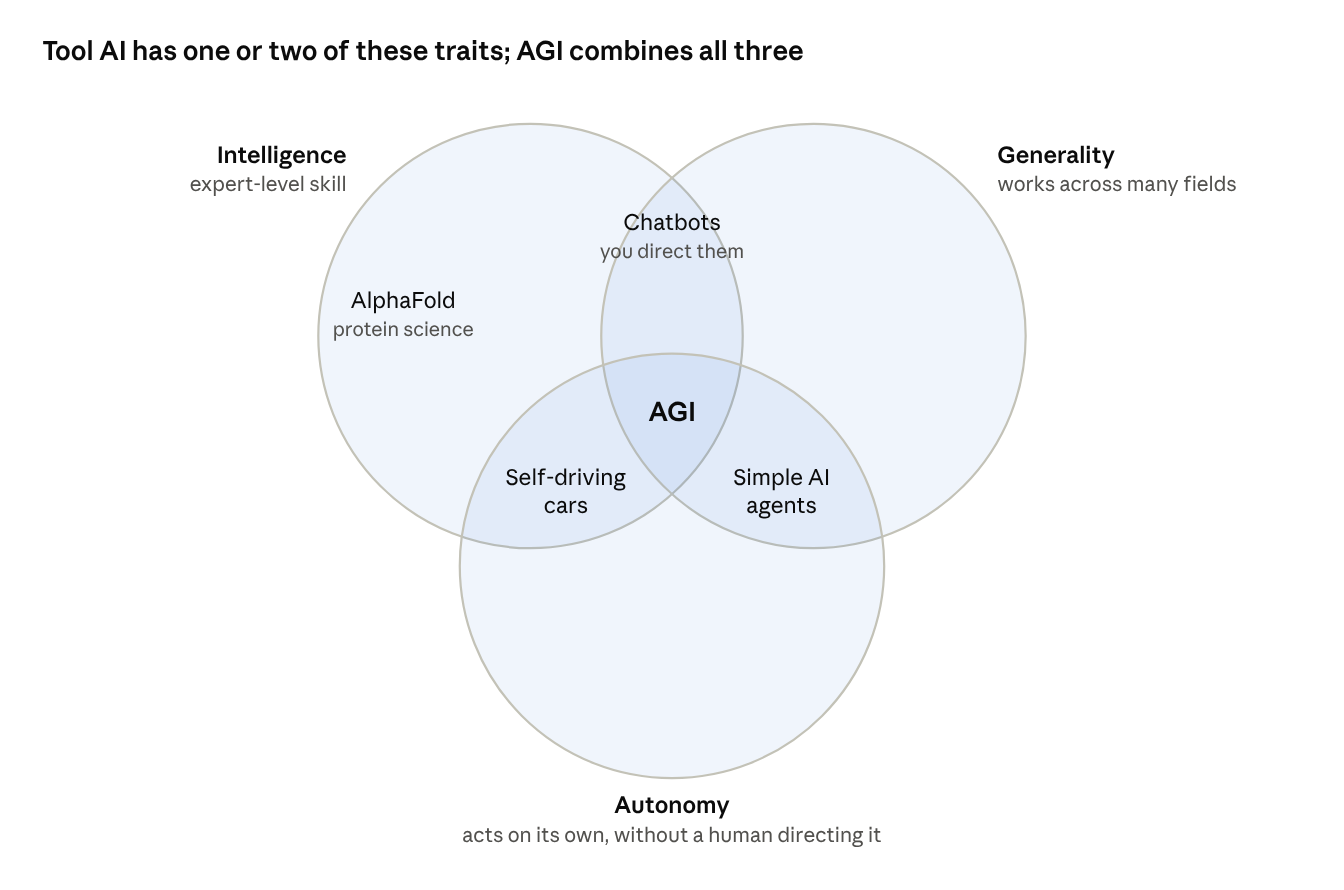 Tool AI has one or two of these traits; AGI combines all three
Intelligence
expert-level skill
Generality
works across many fields
Chatbots
you direct them
AlphaFold
protein science
AGI
Self-driving
cars
Simple AI
agents
Autonomy
acts on its own, without a human directing it